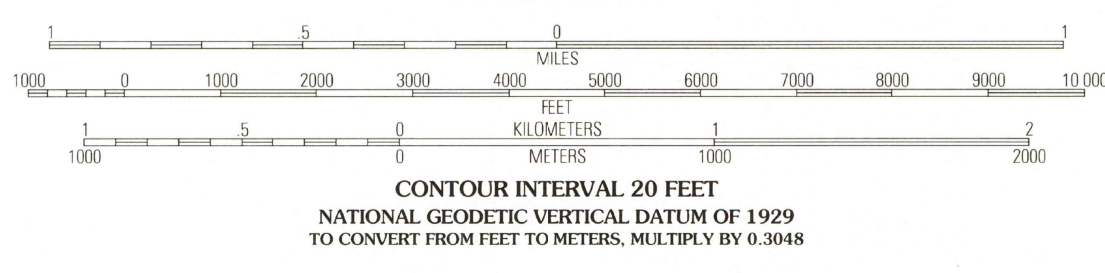 1 .5 0 1
MILES
1000 0 1000 2000 3000 4000 5000 6000 7000 8000 9000 10 000
FEET
1 .5 0 KILOMETERS 1 2
1000 0 METERS 1000 2000
CONTOUR INTERVAL 20 FEET
NATIONAL GEODETIC VERTICAL DATUM OF 1929
TO CONVERT FROM FEET TO METERS, MULTIPLY BY 0.3048